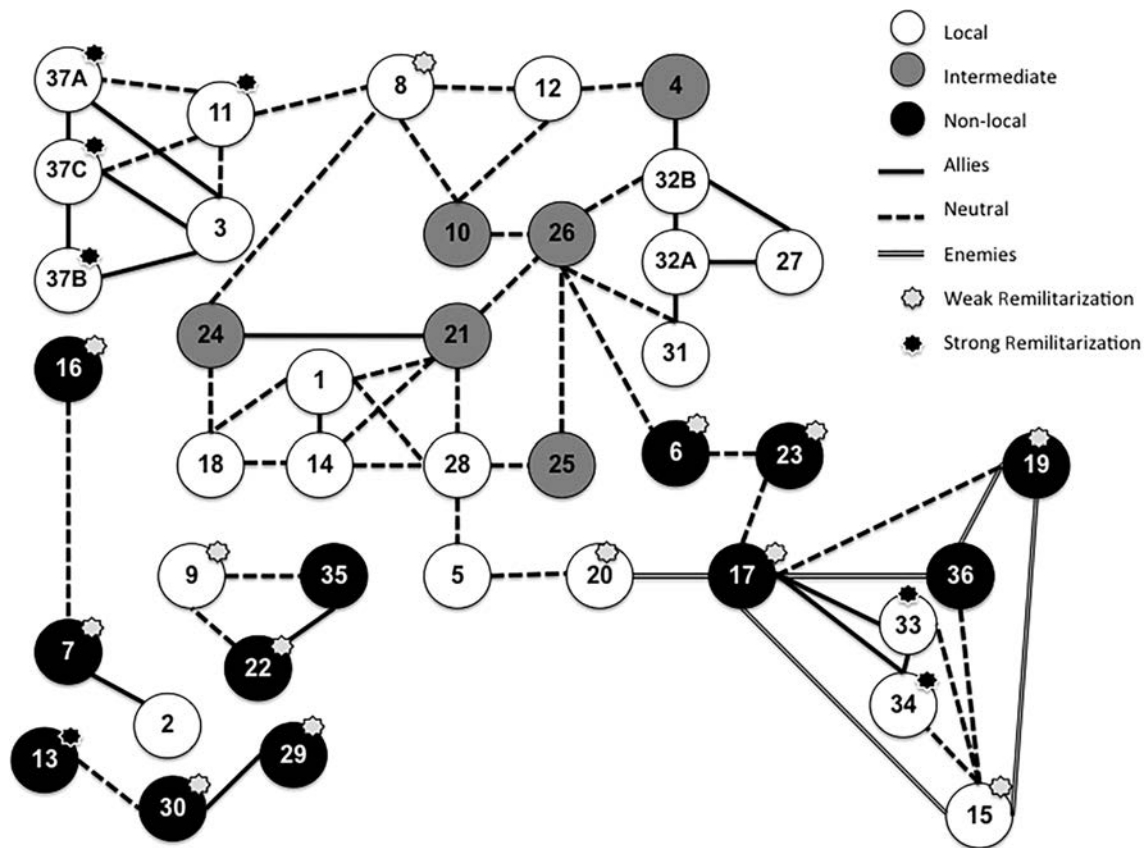 37A
11
8
12
4
37C
3
37B
10
26
32B
32A
27
31
24
21
16
1
18
14
28
25
6
23
19
9
35
5
20
17
36
33
7
22
34
2
13
30
29
15
Local
Intermediate
Non-local
Allies
Neutral
Enemies
Weak Remilitarization
Strong Remilitarization